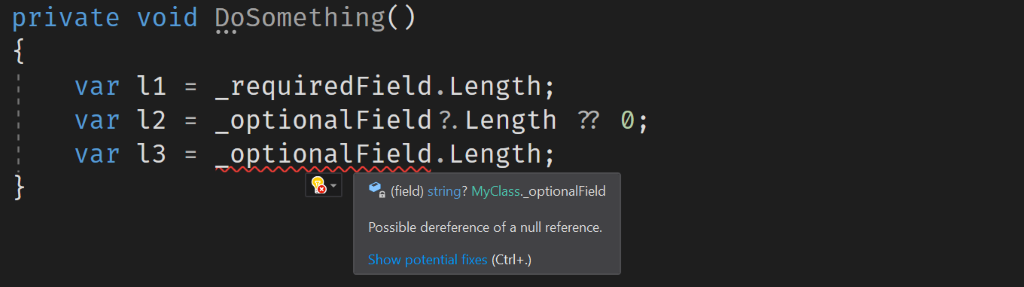 private void DoSomething()
{
var l1 = _requiredField.Length;
var l2 = _optionalField?.Length ?? 0;
var l3 = _optionalField.Length;
}
(field) string? MyClass._optionalField
Possible dereference of a null reference.
Show potential fixes (Ctrl+.)